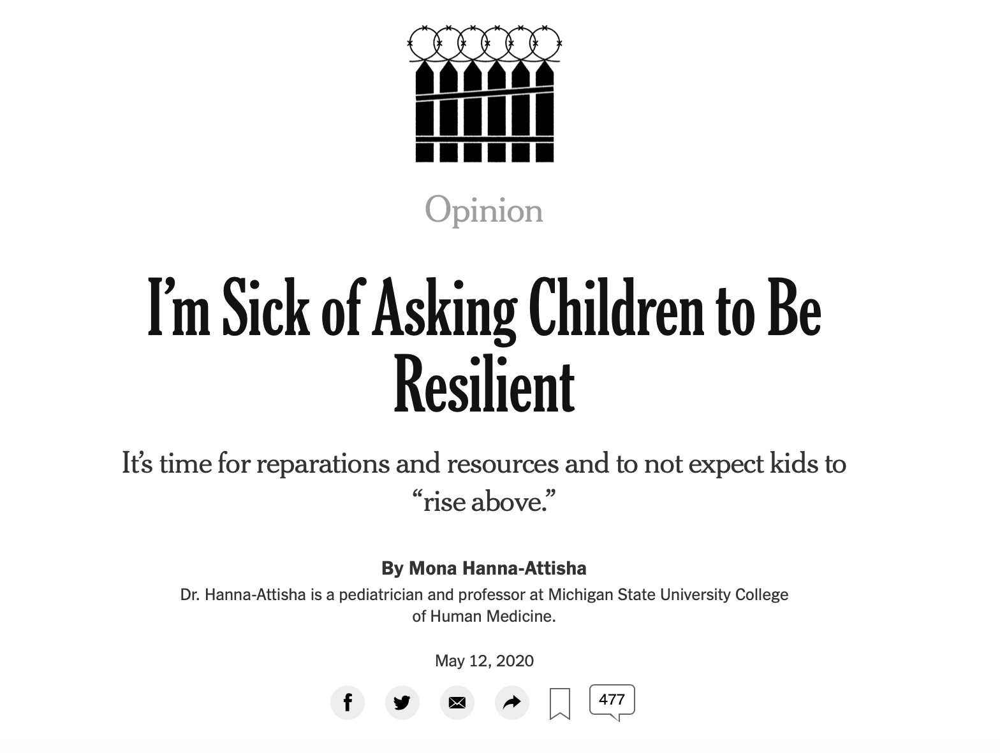 Opinion
I’m Sick of Asking Children to Be
Resilient
It’s time for reparations and resources and to not expect kids to
“rise above.”
By Mona Hanna-Attisha
Dr. Hanna-Attisha is a pediatrician and professor at Michigan State University College
of Human Medicine.
May 12, 2020
477